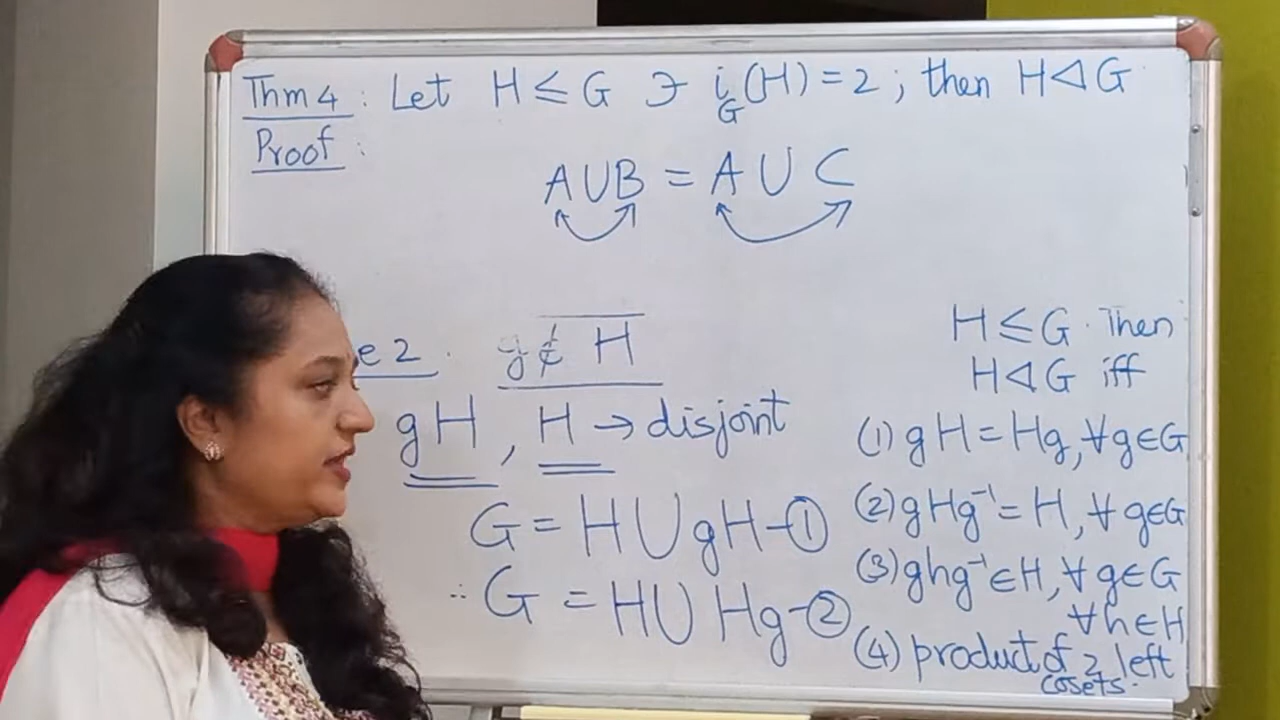 Thm 4 : Let H ≤ G ∋ i_G(H) = 2 ; then H ⊲ G
Proof :
A ∪ B = A ∪ C
e 2 . g ∉ H
gH , H → disjoint
G = H ∪ gH - ①
∴ G = H ∪ Hg - ②
H ≤ G . Then
H ⊲ G iff
(1) gH = Hg, ∀ g ∈ G
(2) gHg⁻¹ = H, ∀ g ∈ G
(3) ghg⁻¹ ∈ H, ∀ g ∈ G
∀ h ∈ H
(4) product of 2 left
cosets.